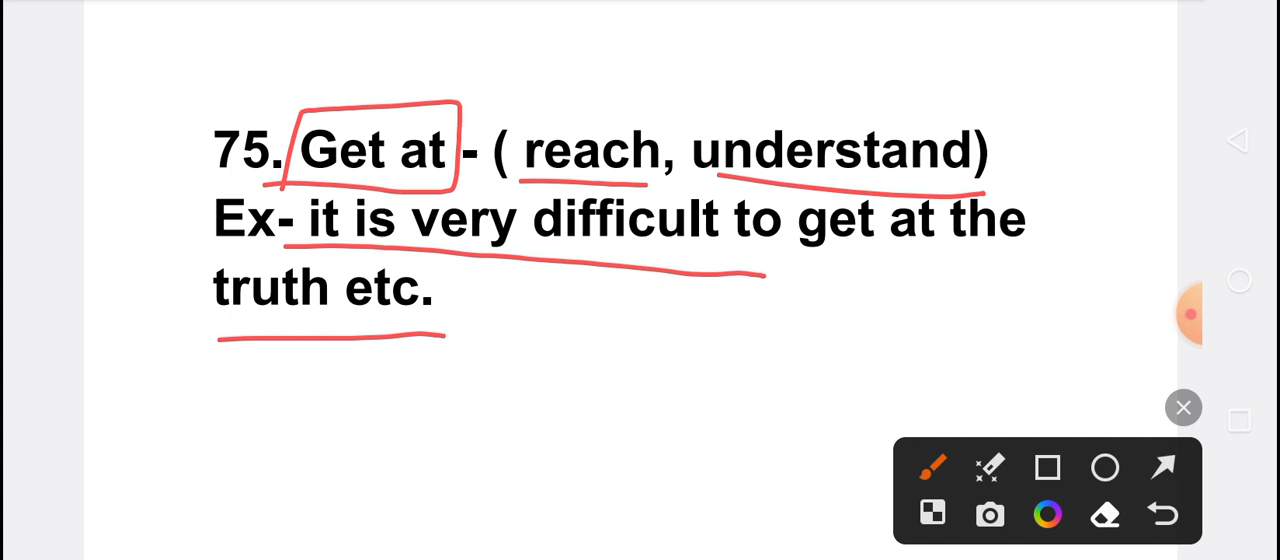 75. Get at - ( reach, understand)
Ex- it is very difficult to get at the
truth etc.